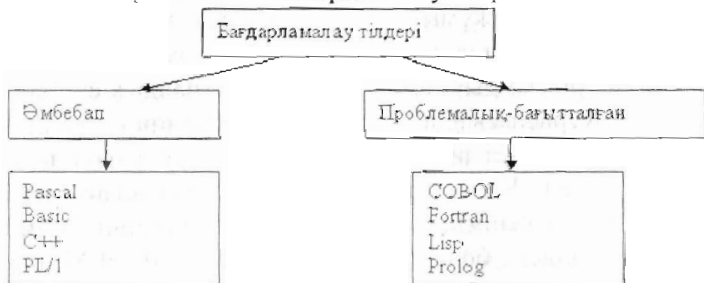 Бағдарламалау тілдері
Әмбебап
Проблемалық-бағытталған
Pascal
Basic
C++
PL/1
COBOL
Fortran
Lisp
Prolog